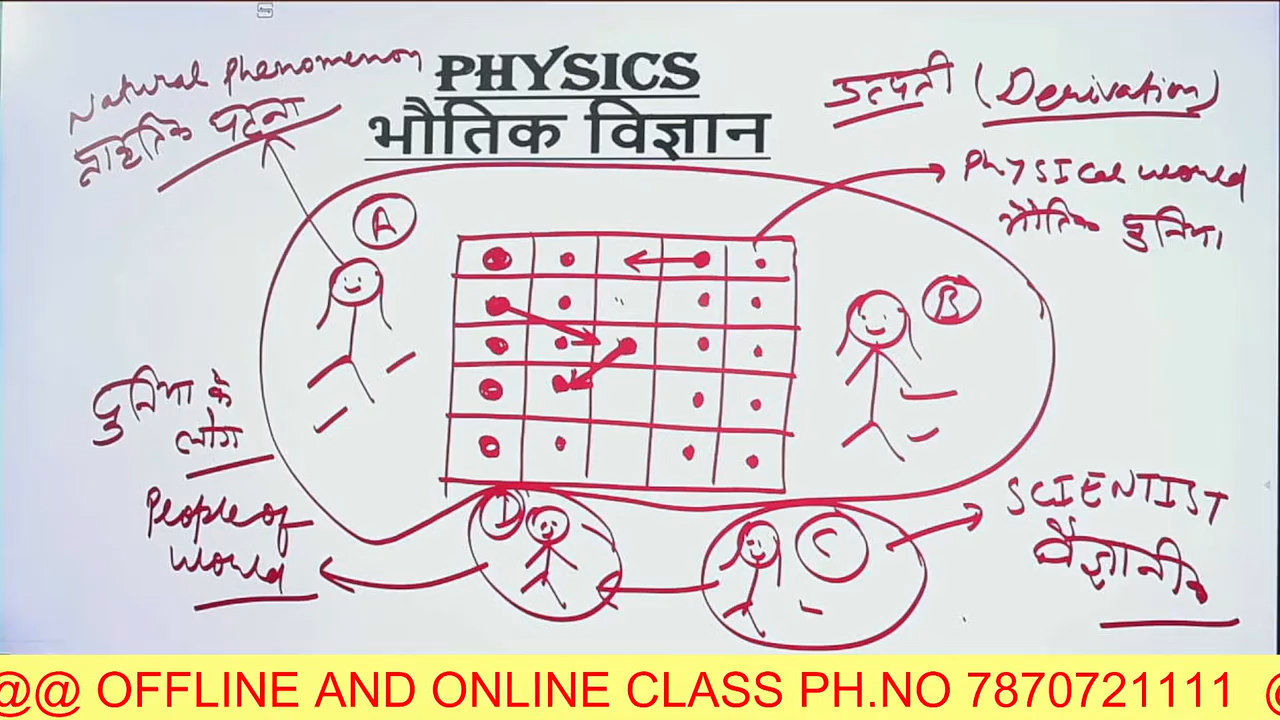 Natural Phenomenon
प्राकृतिक घटना
PHYSICS
भौतिक विज्ञान
उत्पती (Derivation)
Physical world
भौतिक दुनिया
A
B
दुनिया के
लोग
People of
world
D
C
SCIENTIST
वैज्ञानीक
@@ OFFLINE AND ONLINE CLASS PH.NO 7870721111 @